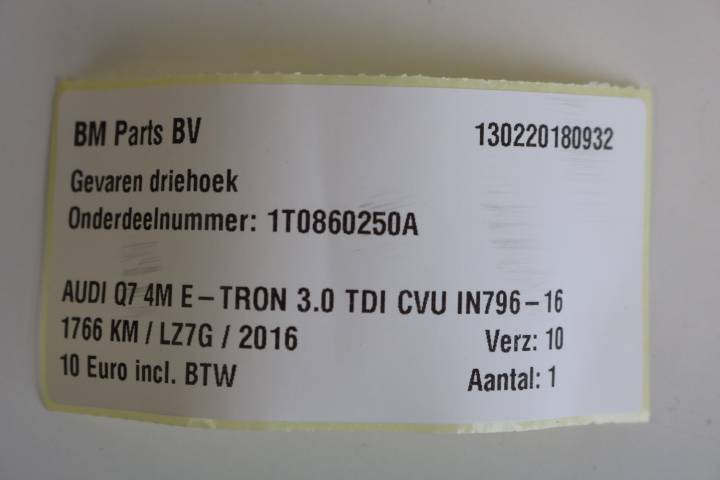 BM Parts BV 130220180932
Gevaren driehoek
Onderdeelnummer: 1T0860250A
AUDI Q7 4M E-TRON 3.0 TDI CVU IN796-16
1766 KM / LZ7G / 2016 Verz: 10
10 Euro incl. BTW Aantal: 1